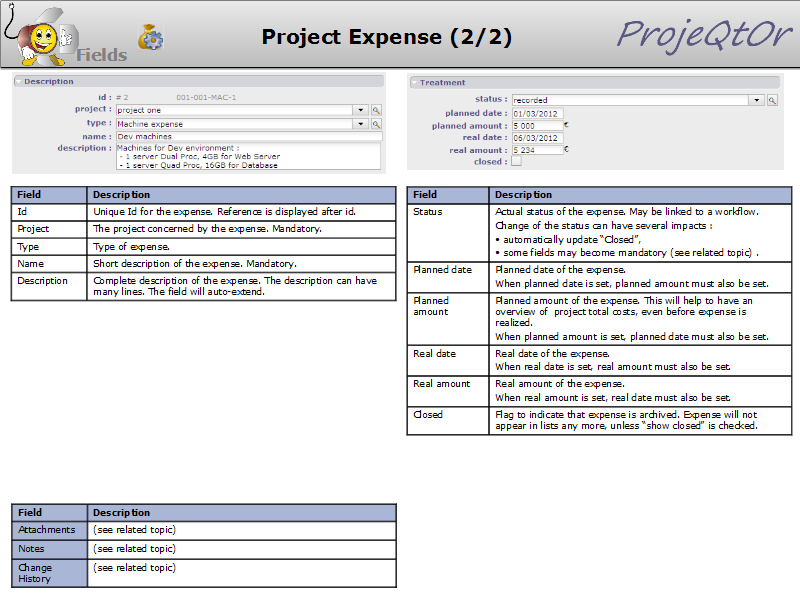 Fields
Project Expense (2/2)
ProjeQtOr
Description
id : # 2 001-001-MAC-1
project : project one
type : Machine expense
name : Dev machines
description : Machines for Dev environment :
- 1 server Dual Proc, 4GB for Web Server
- 1 server Quad Proc, 16GB for Database
Treatment
status : recorded
planned date : 01/03/2012
planned amount : 5 000 €
real date : 06/03/2012
real amount : 5 234 €
closed :
Field Description
Id Unique Id for the expense. Reference is displayed after id.
Project The project concerned by the expense. Mandatory.
Type Type of expense.
Name Short description of the expense. Mandatory.
Description Complete description of the expense. The description can have
many lines. The field will auto-extend.
Field Description
Status Actual status of the expense. May be linked to a workflow.
Change of the status can have several impacts :
• automatically update “Closed”,
• some fields may become mandatory (see related topic) .
Planned date Planned date of the expense.
When planned date is set, planned amount must also be set.
Planned Planned amount of the expense. This will help to have an
amount overview of project total costs, even before expense is
realized.
When planned amount is set, planned date must also be set.
Real date Real date of the expense.
When real date is set, real amount must also be set.
Real amount Real amount of the expense.
When real amount is set, real date must also be set.
Closed Flag to indicate that expense is archived. Expense will not
appear in lists any more, unless “show closed” is checked.
Field Description
Attachments (see related topic)
Notes (see related topic)
Change (see related topic)
History